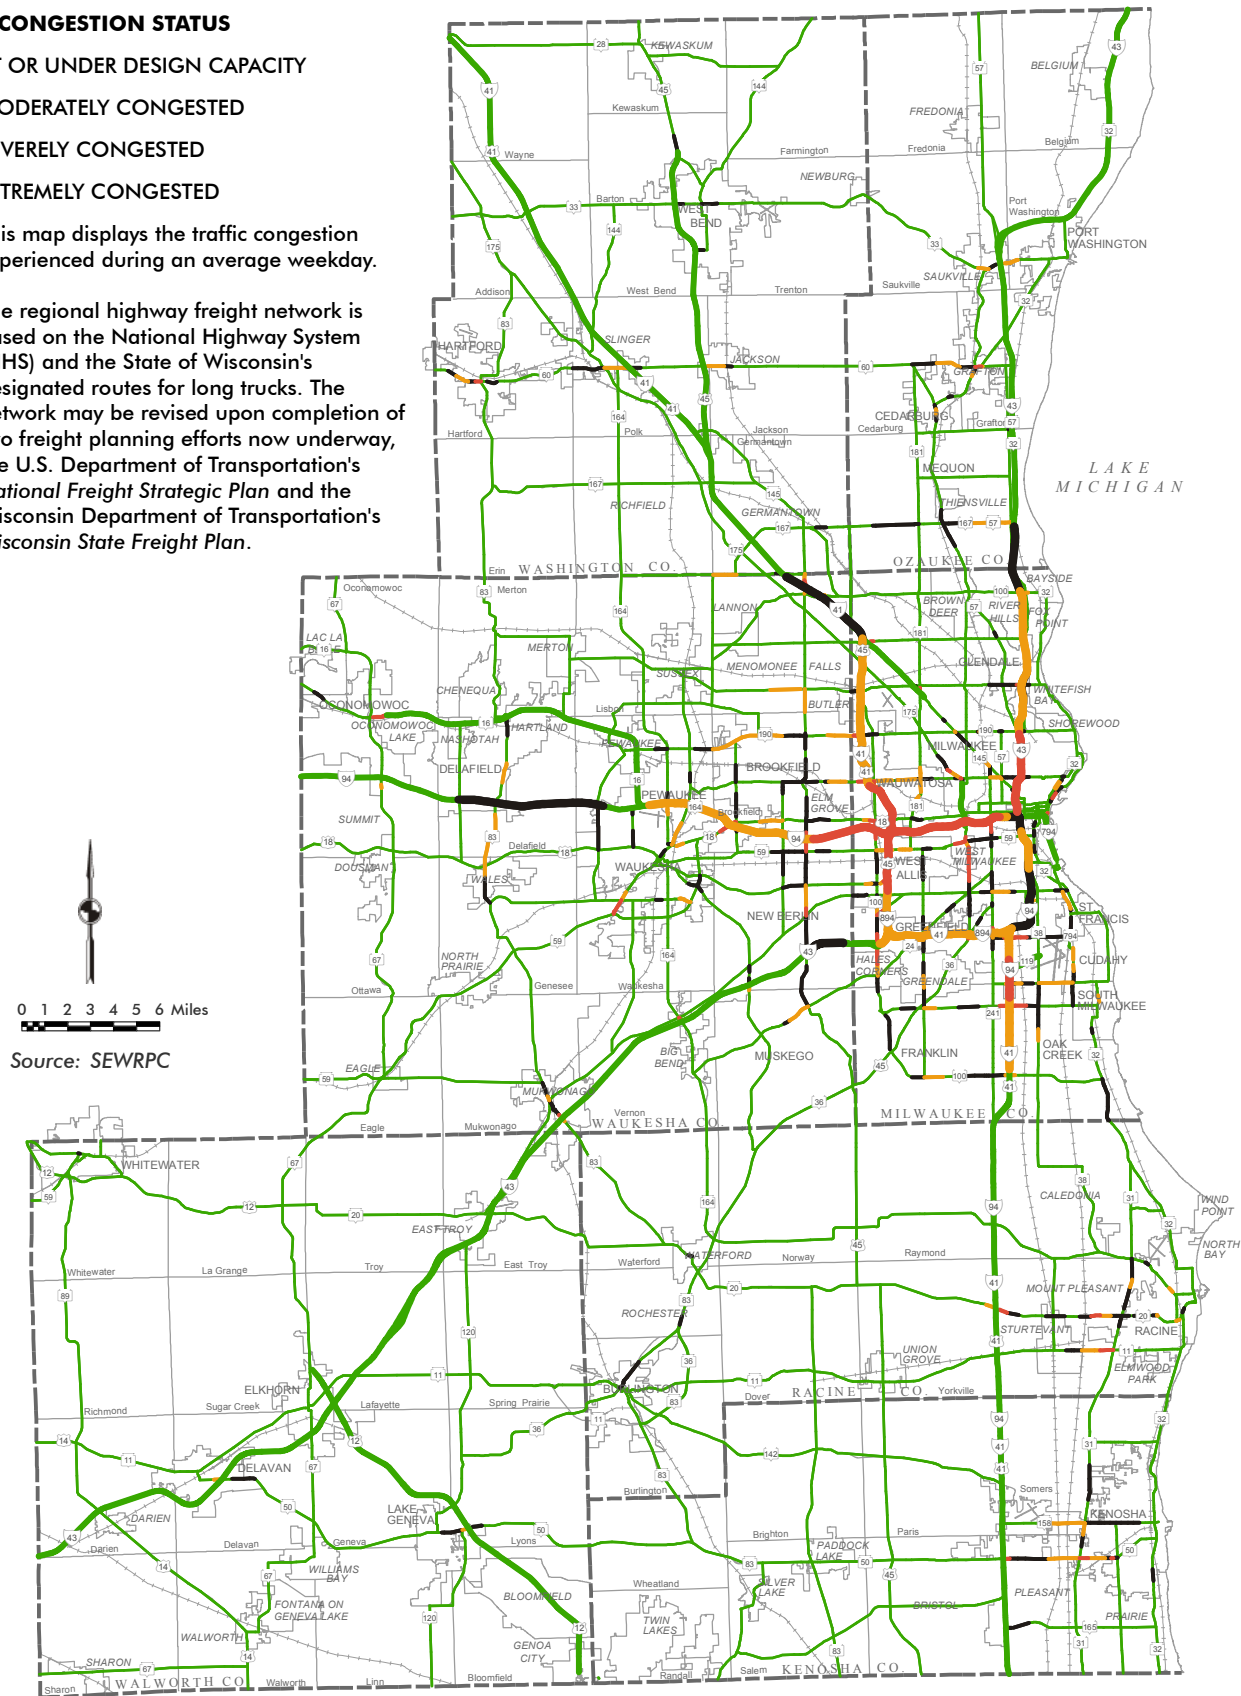 CONGESTION STATUS
T OR UNDER DESIGN CAPACITY
ODERATELY CONGESTED
VERELY CONGESTED
TREMELY CONGESTED
is map displays the traffic congestion
perienced during an average weekday.
e regional highway freight network is
ased on the National Highway System
HS) and the State of Wisconsin's
esignated routes for long trucks. The
etwork may be revised upon completion of
o freight planning efforts now underway,
e U.S. Department of Transportation's
ational Freight Strategic Plan and the
isconsin Department of Transportation's
isconsin State Freight Plan.
KEWASKUM
Kewaskum
BELGIUM
FREDONIA
Belgium
Wayne
Farmington
Fredonia
NEWBURG
Barton
WEST
BEND
Port
Washington
PORT
WASHINGTON
SAUKVILLE
Addison
West Bend
Trenton
Saukville
HARTFORD
SLINGER
JACKSON
GRAFTON
CEDARBURG
Hartford
Polk
Jackson
Germantown
Cedarburg
Grafton
MEQUON
LAKE
MICHIGAN
RICHFIELD
GERMANTOWN
THIENSVILLE
Erin
WASHINGTON CO.
OZAUKEE CO.
Oconomowoc
Merton
LANNON
BROWN
DEER
RIVER
HILLS
BAYSIDE
FOX
POINT
LAC LA
BELLE
MERTON
SUSSEX
MENOMONEE FALLS
GLENDALE
CHENEQUA
Lisbon
BUTLER
WHITEFISH
BAY
OCONOMOWOC
OCONOMOWOC
LAKE
NASHOTAH
HARTLAND
PEWAUKEE
SHOREWOOD
MILWAUKEE
DELAFIELD
BROOKFIELD
WAUWATOSA
PEWAUKEE
ELM
GROVE
Brookfield
SUMMIT
Delafield
DOUSMAN
WALES
WAUKESHA
WEST
ALLIS
WEST
MILWAUKEE
NEW BERLIN
GREENFIELD
ST.
FRANCIS
NORTH
PRAIRIE
HALES
CORNERS
GREENDALE
CUDAHY
Ottawa
Genesee
Waukesha
SOUTH
MILWAUKEE
BIG
BEND
MUSKEGO
FRANKLIN
OAK
CREEK
EAGLE
MUKWONAGO
0 1 2 3 4 5 6 Miles
Source: SEWRPC
Eagle
Mukwonago
Vernon
WAUKESHA CO.
MILWAUKEE CO.
WHITEWATER
CALEDONIA
WIND
POINT
NORTH
BAY
EAST TROY
WATERFORD
Whitewater
La Grange
Troy
East Troy
Waterford
Norway
Raymond
MOUNT PLEASANT
ROCHESTER
STURTEVANT
RACINE
UNION
GROVE
ELMWOOD
PARK
ELKHORN
BURLINGTON
Dover
RACINE CO.
Yorkville
Richmond
Sugar Creek
Lafayette
Spring Prairie
DELAVAN
Burlington
Somers
LAKE
GENEVA
KENOSHA
DARIEN
Darien
Delavan
Geneva
Lyons
Brighton
Paris
PADDOCK
LAKE
WILLIAMS
BAY
BLOOMFIELD
Wheatland
SILVER
LAKE
PLEASANT
PRAIRIE
BRISTOL
FONTANA ON
GENEVA LAKE
TWIN
LAKES
WALWORTH
GENOA
CITY
SHARON
Sharon
WALWORTH CO.
Walworth
Linn
Bloomfield
Randall
Salem
KENOSHA CO.